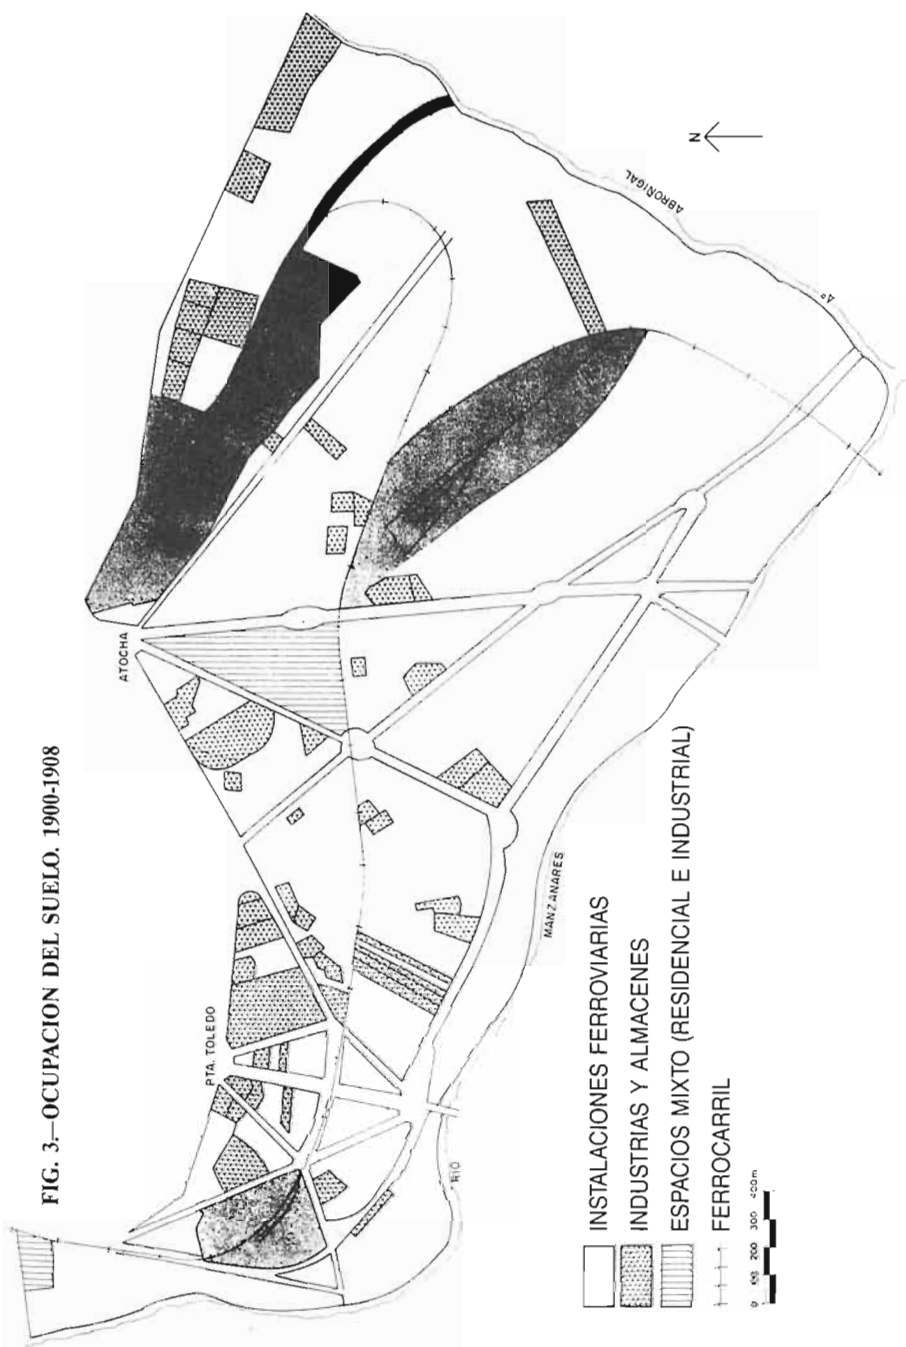 FIG. 3.—OCUPACION DEL SUELO. 1900-1908
ATOCHA
PTA. TOLEDO
N
ABROÑIGAL
Aº
MANZANARES
RIO
INSTALACIONES FERROVIARIAS
INDUSTRIAS Y ALMACENES
ESPACIOS MIXTO (RESIDENCIAL E INDUSTRIAL)
FERROCARRIL
0 100 200 300 400m